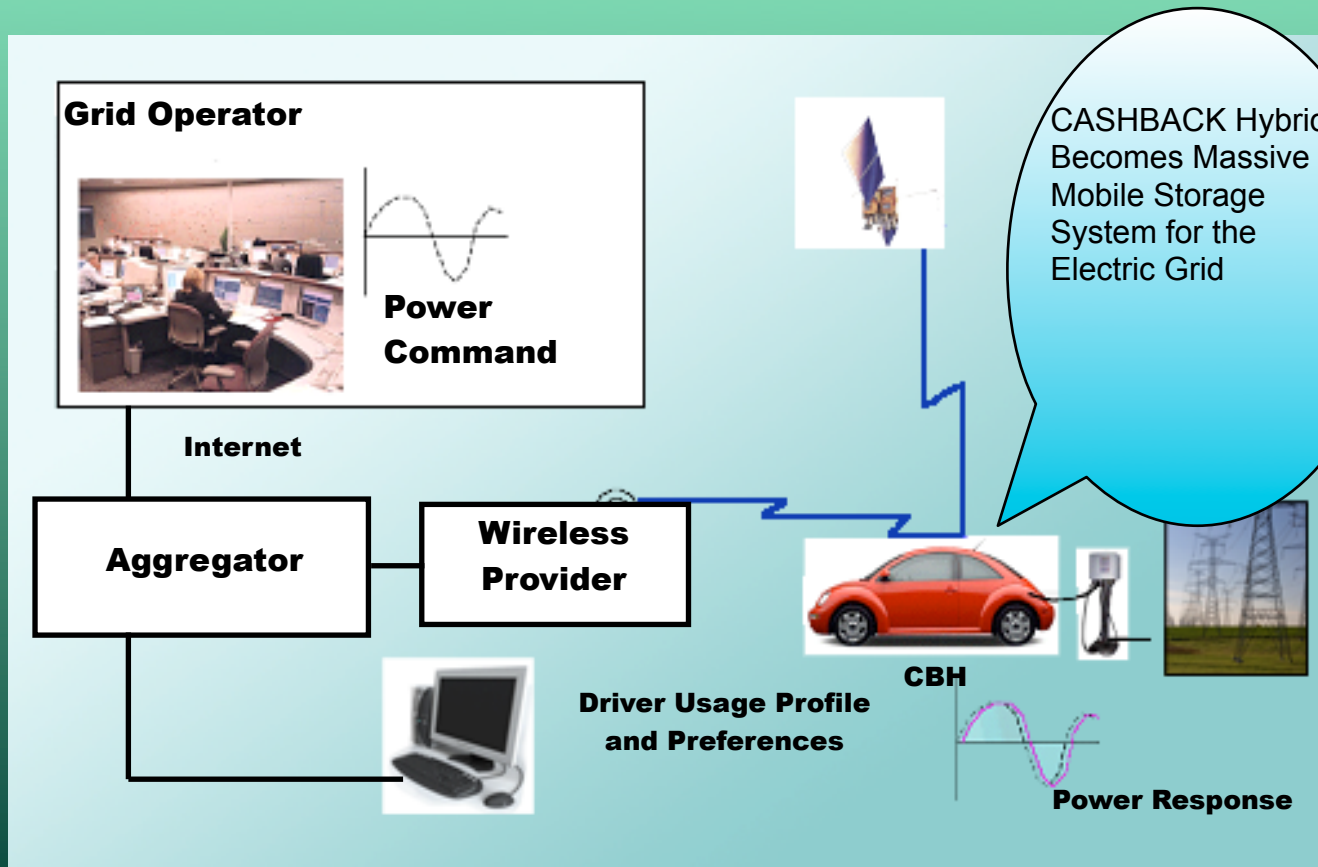 Grid Operator
Power
Command
CASHBACK Hybrid
Becomes Massive
Mobile Storage
System for the
Electric Grid
Internet
Aggregator
Wireless
Provider
CBH
Driver Usage Profile
and Preferences
Power Response